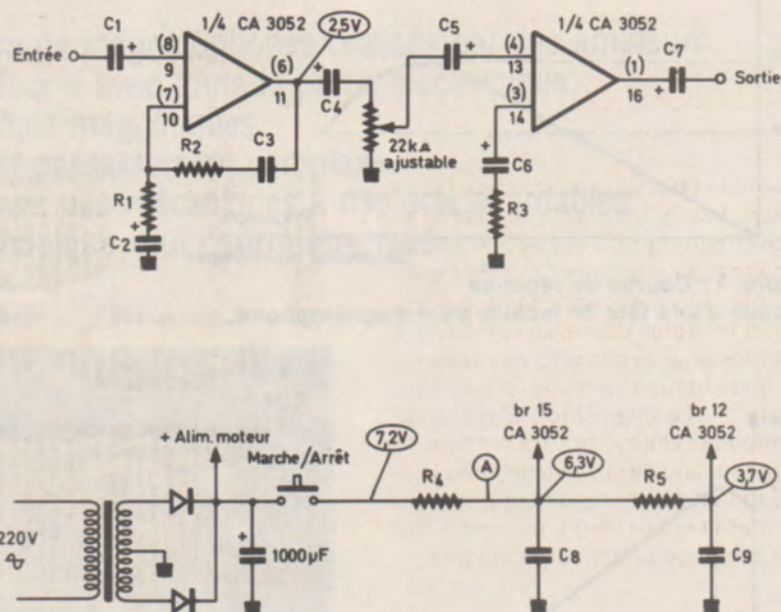 C1
1/4 CA 3052
2,5V
C5
1/4 CA 3052
C7
Entrée
+
(8)
9
(6)
11
+
C4
+
(4)
13
(1)
16
+
Sortie
(7)
10
(3)
14
22kΩ
ajustable
R2
C3
+
C6
R1
+
C2
R3
+ Alim. moteur
Marche/Arrêt
7,2V
br 15
CA 3052
br 12
CA 3052
R4
A
6,3V
R5
3,7V
220V
+
1000µF
C8
C9